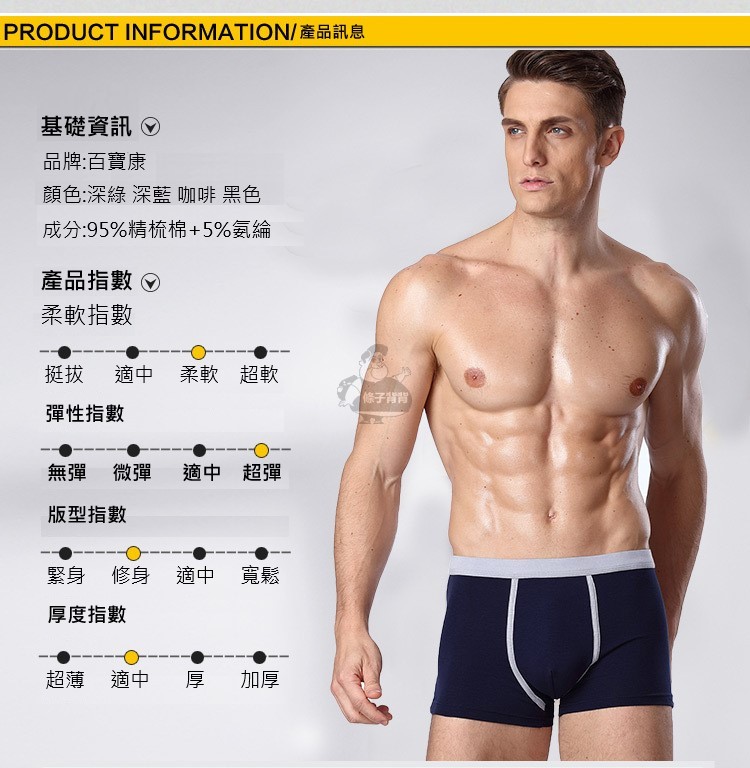 PRODUCT INFORMATION/產品訊息
基礎資訊
品牌:百寶康
顏色:深綠 深藍 咖啡 黑色
成分:95%精梳棉+5%氨綸
產品指數
柔軟指數
挺拔 適中 柔軟 超軟
彈性指數
無彈 微彈 適中 超彈
版型指數
緊身 修身 適中 寬鬆
厚度指數
超薄 適中 厚 加厚
條子背背